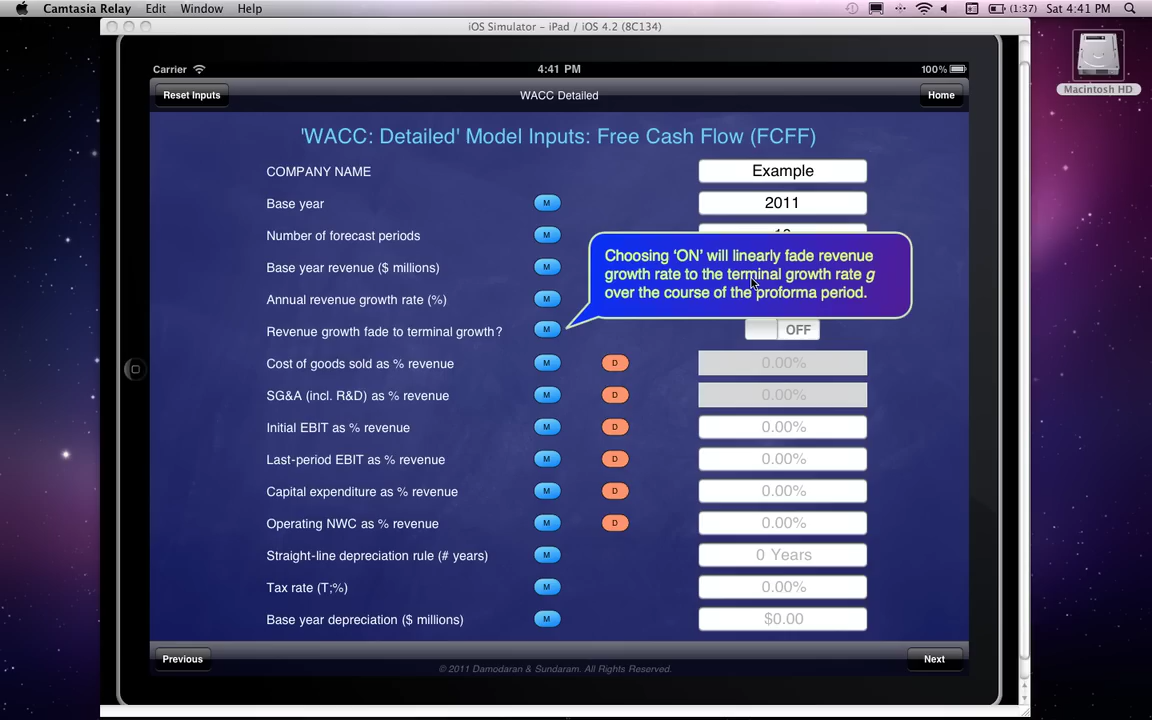 Camtasia Relay Edit Window Help (1:37) Sat 4:41 PM
iOS Simulator – iPad / iOS 4.2 (8C134)
Macintosh HD
Carrier 4:41 PM 100%
Reset Inputs WACC Detailed Home
'WACC: Detailed' Model Inputs: Free Cash Flow (FCFF)
COMPANY NAME Example
Base year M 2011
Number of forecast periods M
Base year revenue ($ millions) M
Annual revenue growth rate (%) M
Choosing ‘ON’ will linearly fade revenue
growth rate to the terminal growth rate g
over the course of the proforma period.
Revenue growth fade to terminal growth? M OFF
Cost of goods sold as % revenue M D 0.00%
SG&A (incl. R&D) as % revenue M D 0.00%
Initial EBIT as % revenue M D 0.00%
Last-period EBIT as % revenue M D 0.00%
Capital expenditure as % revenue M D 0.00%
Operating NWC as % revenue M D 0.00%
Straight-line depreciation rule (# years) M 0 Years
Tax rate (T;%) M 0.00%
Base year depreciation ($ millions) M $0.00
Previous Next
© 2011 Damodaran & Sundaram. All Rights Reserved.